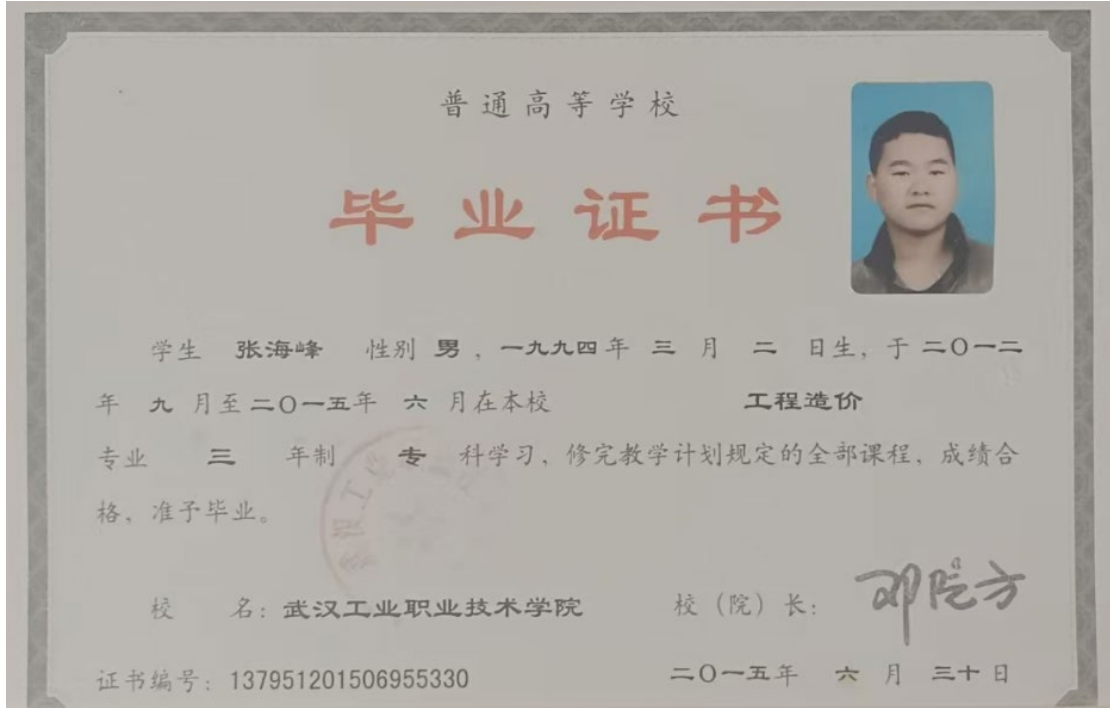 普通高等学校
毕业证书
学生 张海峰 性别 男，一九九四年 三 月 二 日生，于二〇一二
年 九 月至二〇一五年 六 月在本校 工程造价
专业 三 年制 专 科学习，修完教学计划规定的全部课程，成绩合
格，准予毕业。
校 名：武汉工业职业技术学院 校（院）长：
证书编号：137951201506955330 二〇一五年 六 月 三十 日